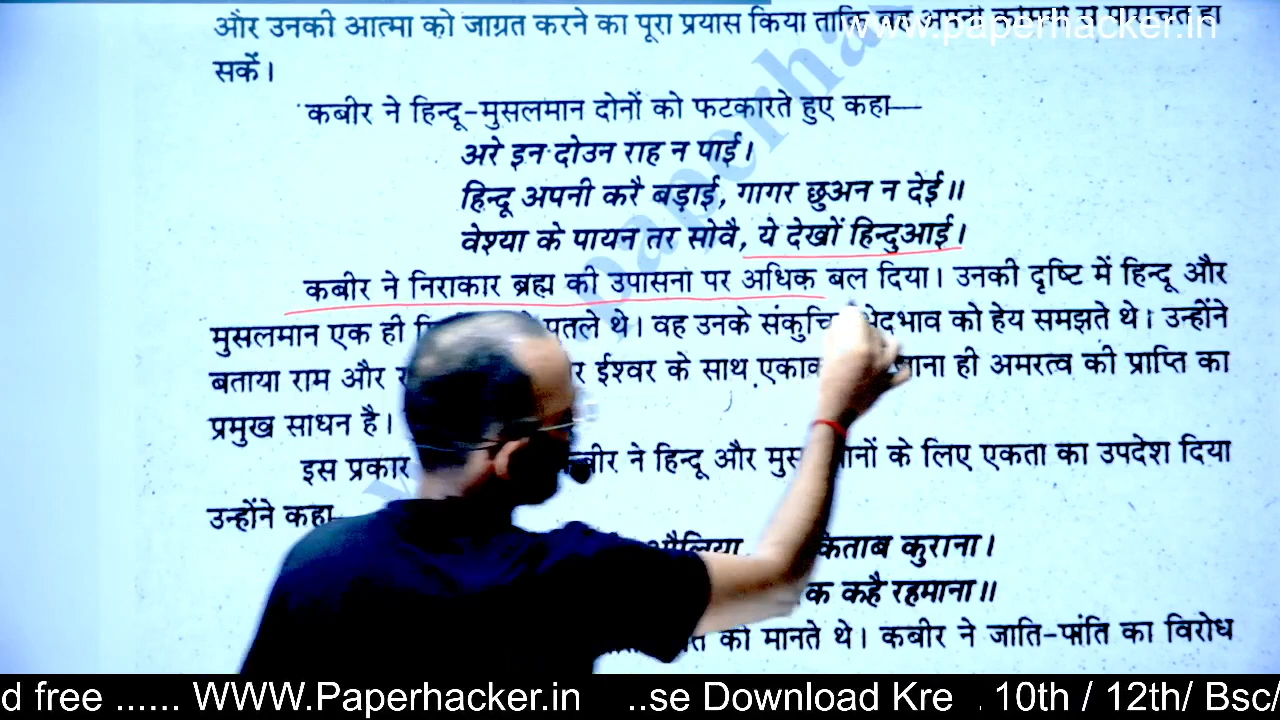 और उनकी आत्मा को जाग्रत करने का पूरा प्रयास किया ताकि
www.paperhacker.in
सकें।
कबीर ने हिन्दू-मुसलमान दोनों को फटकारते हुए कहा—
अरे इन दोउन राह न पाई।
हिन्दू अपनी करै बड़ाई, गागर छुअन न देई॥
वेश्या के पायन तर सोवै, ये देखों हिन्दुआई।
कबीर ने निराकार ब्रह्म की उपासना पर अधिक बल दिया। उनकी दृष्टि में हिन्दू और
मुसलमान एक ही पुतले थे। वह उनके भेदभाव को हेय समझते थे। उन्होंने
बताया राम और ईश्वर के साथ ही अमरत्व की प्राप्ति का
प्रमुख साधन है।
इस प्रकार ने हिन्दू और के लिए एकता का उपदेश दिया
उन्होंने कहा—
औलिया, किताब कुराना।
कहै रहमाना॥
को मानते थे। कबीर ने जाति-पांति का विरोध
d free ...... WWW.Paperhacker.in ..se Download Kre . 10th / 12th/ Bsc/